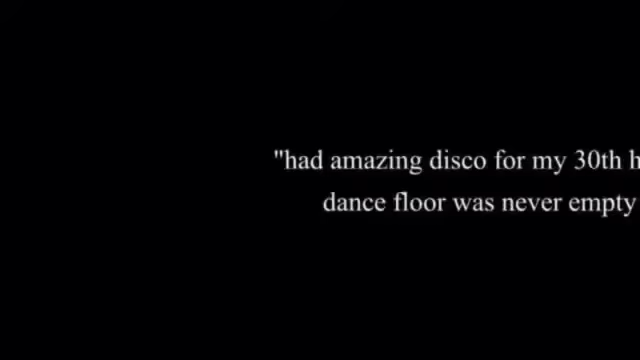 "had amazing disco for my 30th h
dance floor was never empty